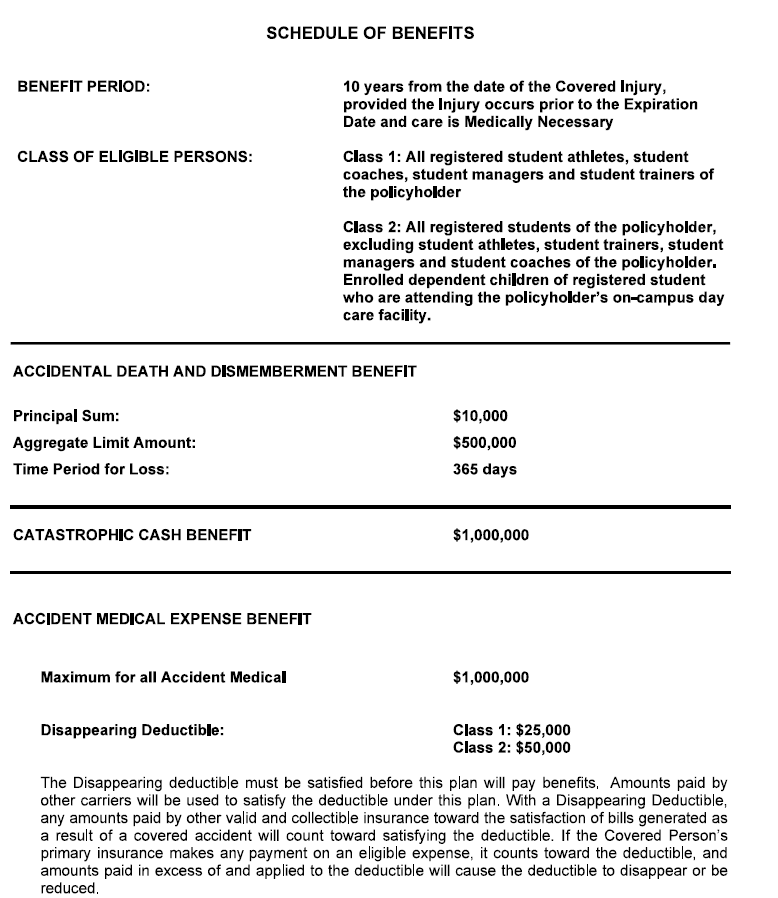 SCHEDULE OF BENEFITS
BENEFIT PERIOD:
10 years from the date of the Covered Injury,
provided the Injury occurs prior to the Expiration
Date and care is Medically Necessary
CLASS OF ELIGIBLE PERSONS:
Class 1: All registered student athletes, student
coaches, student managers and student trainers of
the policyholder
Class 2: All registered students of the policyholder,
excluding student athletes, student trainers, student
managers and student coaches of the policyholder.
Enrolled dependent children of registered student
who are attending the policyholder's on-campus day
care facility.
ACCIDENTAL DEATH AND DISMEMBERMENT BENEFIT
Principal Sum: $10,000
Aggregate Limit Amount: $500,000
Time Period for Loss: 365 days
CATASTROPHIC CASH BENEFIT $1,000,000
ACCIDENT MEDICAL EXPENSE BENEFIT
Maximum for all Accident Medical $1,000,000
Disappearing Deductible: Class 1: $25,000
Class 2: $50,000
The Disappearing deductible must be satisfied before this plan will pay benefits. Amounts paid by
other carriers will be used to satisfy the deductible under this plan. With a Disappearing Deductible,
any amounts paid by other valid and collectible insurance toward the satisfaction of bills generated as
a result of a covered accident will count toward satisfying the deductible. If the Covered Person's
primary insurance makes any payment on an eligible expense, it counts toward the deductible, and
amounts paid in excess of and applied to the deductible will cause the deductible to disappear or be
reduced.